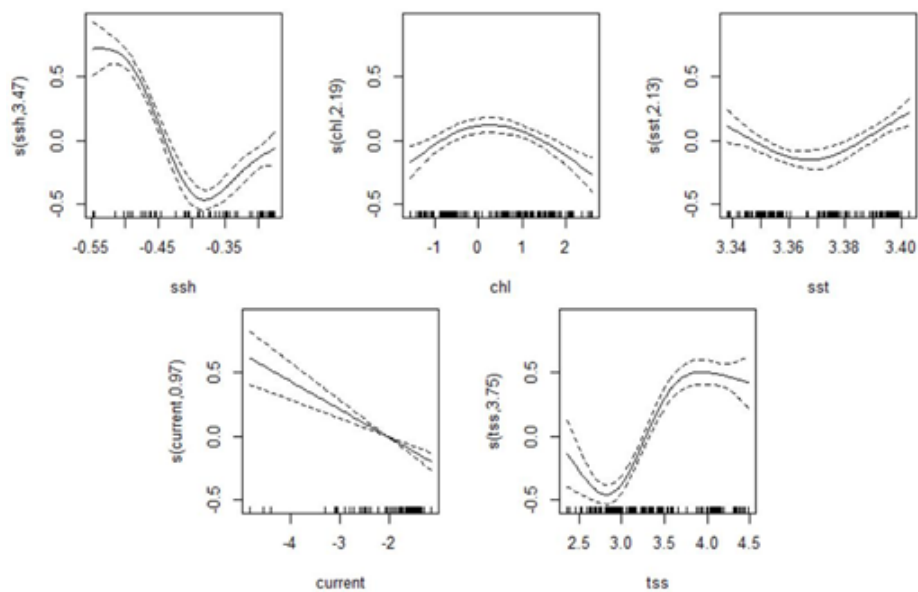 s(ssh,3.47)
0.5
0.0
-0.5
-0.55 -0.45 -0.35
ssh
s(chl,2.19)
0.5
0.0
-0.5
-1 0 1 2
chl
s(sst,2.13)
0.5
0.0
-0.5
3.34 3.36 3.38 3.40
sst
s(current,0.97)
0.5
0.0
-0.5
-4 -3 -2
current
s(tss,3.75)
0.5
0.0
-0.5
2.5 3.0 3.5 4.0 4.5
tss